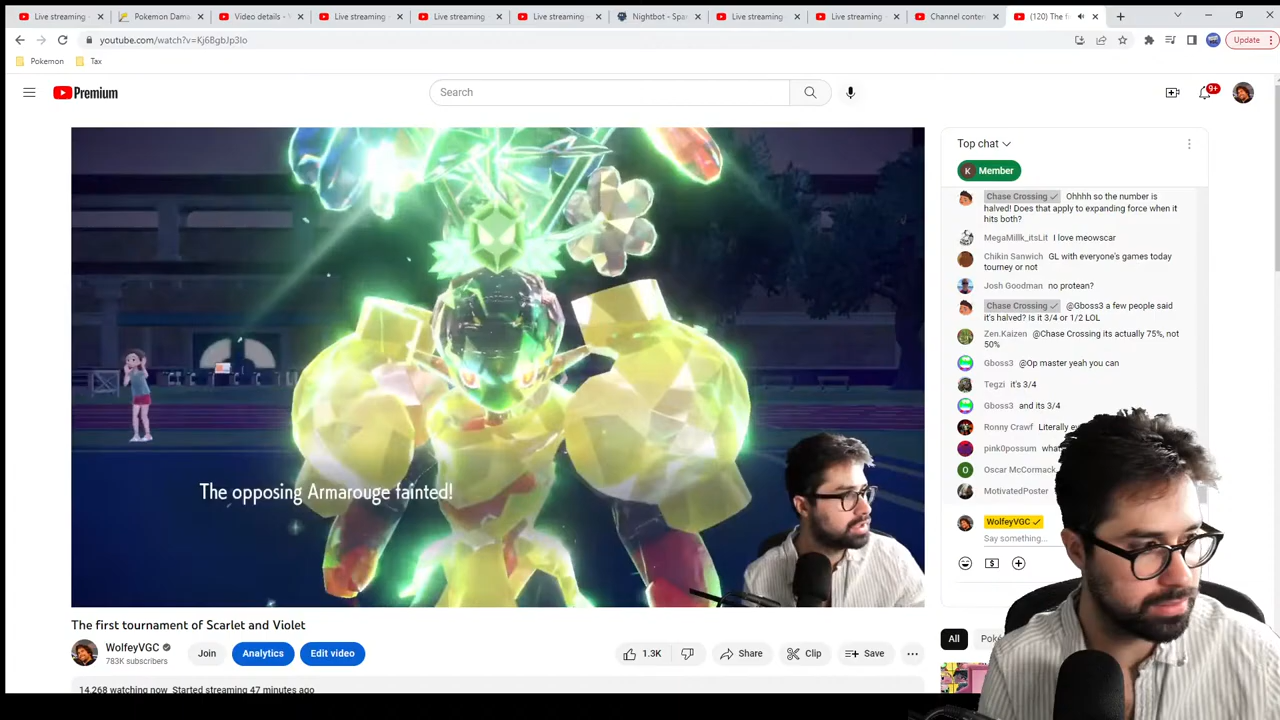 Live streaming
Pokemon Dama
Video details -
Live streaming
Live streaming
Live streaming
Nightbot - Spa
Live streaming
Live streaming
Channel conten
(120) The f
youtube.com/watch?v=Kj6BgbJp3Io
Update
Pokemon
Tax
Premium
Search
9+
Top chat
K Member
Chase Crossing Ohhhh so the number is
halved! Does that apply to expanding force when it
hits both?
MegaMillk_itsLit I love meowscar
Chikin Sanwich GL with everyone's games today
tourney or not
Josh Goodman no protean?
Chase Crossing @Gboss3 a few people said
it's halved? Is it 3/4 or 1/2 LOL
Zen.Kaizen @Chase Crossing its actually 75%, not
50%
Gboss3 @Op master yeah you can
Tegzi it's 3/4
Gboss3 and its 3/4
Ronny Crawf Literally
pink0possum
Oscar McCormack
MotivatedPoster
WolfeyVGC
Say something...
The opposing Armarouge fainted!
The first tournament of Scarlet and Violet
WolfeyVGC
783K subscribers
Join
Analytics
Edit video
1.3K
Share
Clip
Save
All
14,268 watching now Started streaming 47 minutes ago